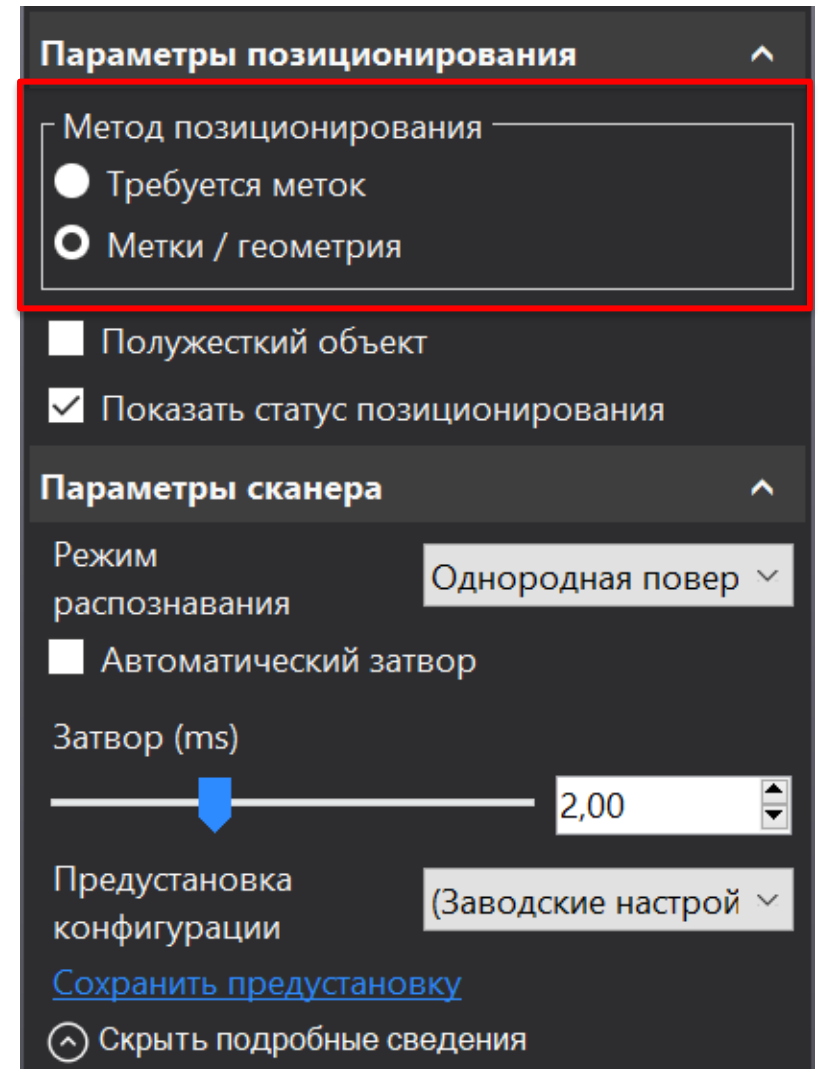 Параметры позиционирования
Метод позиционирования
Требуется меток
Метки / геометрия
Полужесткий объект
Показать статус позиционирования
Параметры сканера
Режим
распознавания
Однородная повер
Автоматический затвор
Затвор (ms)
2,00
Предустановка
конфигурации
(Заводские настрой
Сохранить предустановку
Скрыть подробные сведения